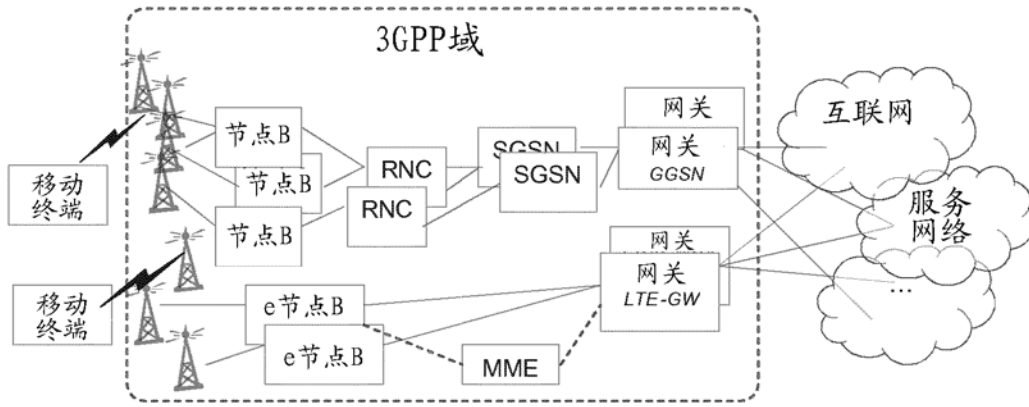 3GPP域
移动
终端
节点B
节点B
节点B
RNC
RNC
SGSN
SGSN
网关
网关
GGSN
互联网
服务
网络
...
移动
终端
e节点B
e节点B
MME
网关
网关
LTE-GW